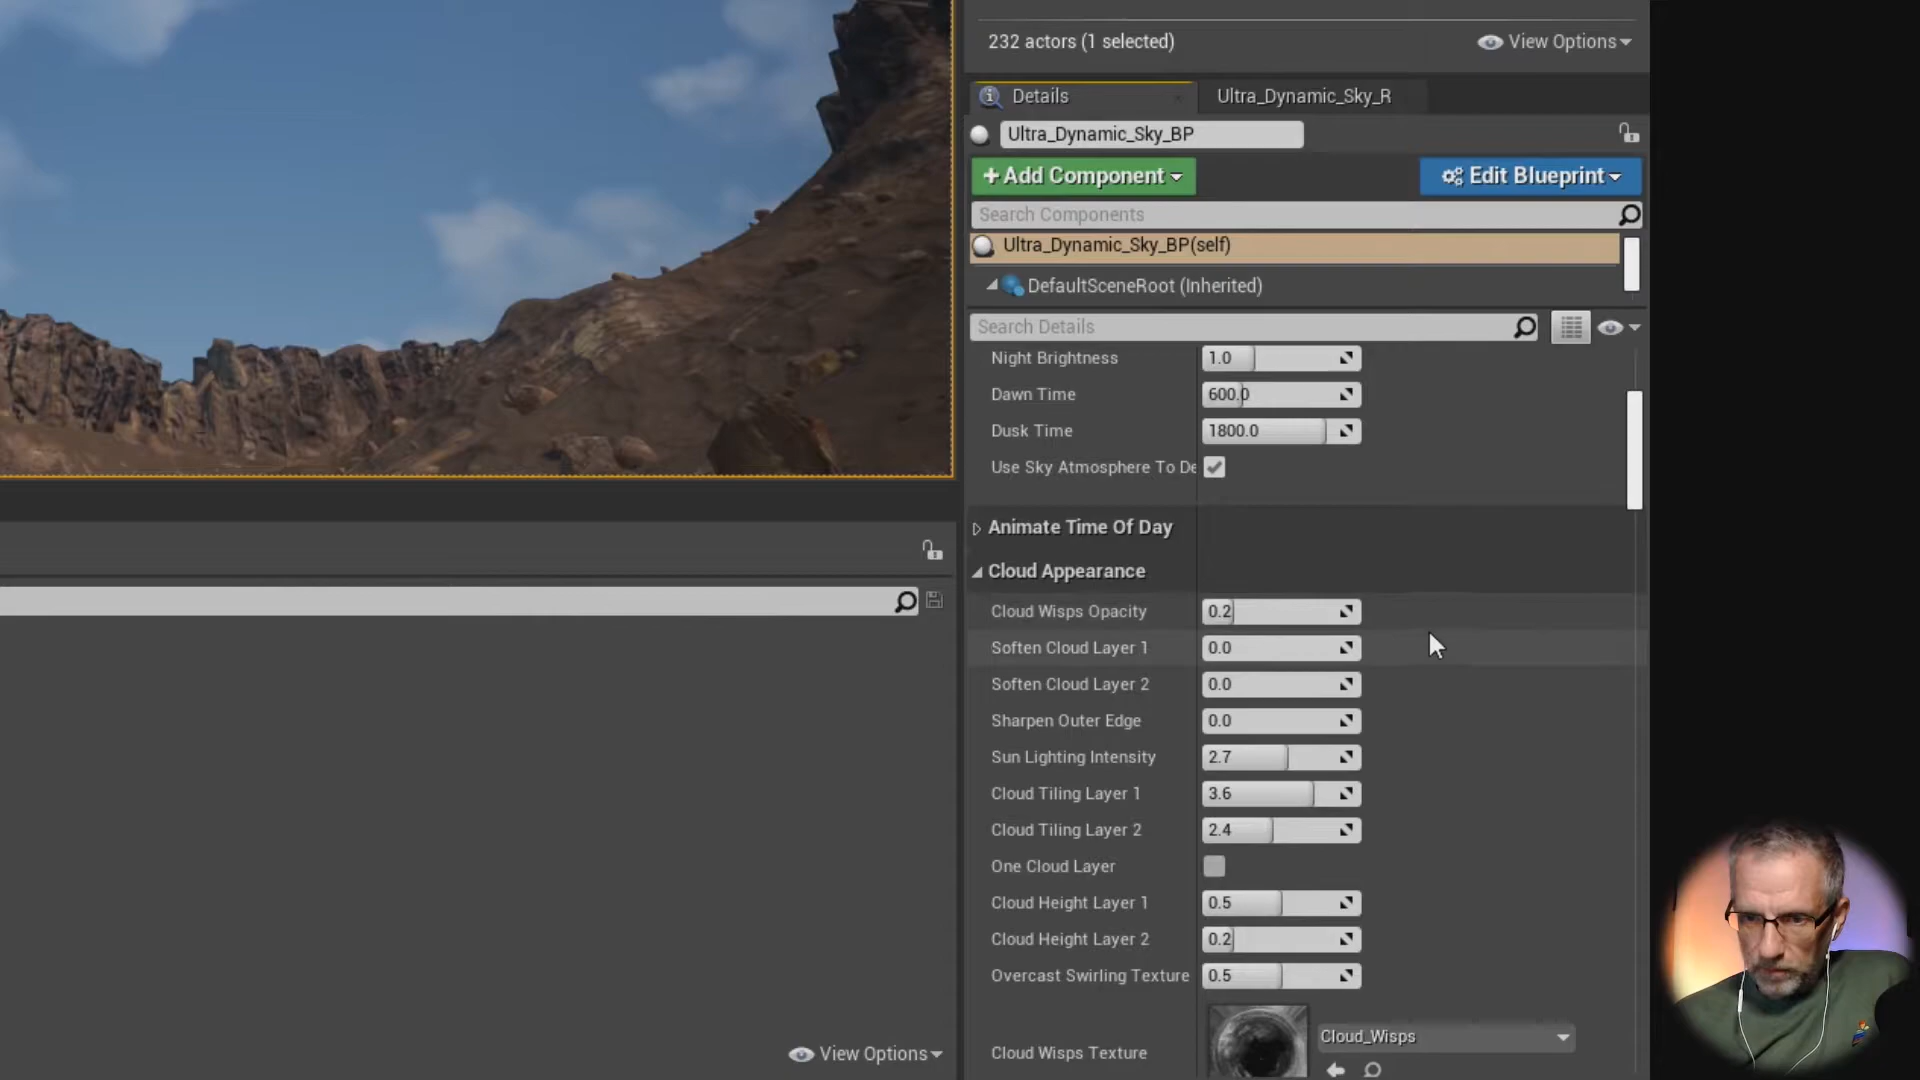 232 actors (1 selected)
View Options
Details
Ultra_Dynamic_Sky_R
Ultra_Dynamic_Sky_BP
+ Add Component
Edit Blueprint
Search Components
Ultra_Dynamic_Sky_BP(self)
DefaultSceneRoot (Inherited)
Search Details
Night Brightness 1.0
Dawn Time 600.0
Dusk Time 1800.0
Use Sky Atmosphere To De
Animate Time Of Day
Cloud Appearance
Cloud Wisps Opacity 0.2
Soften Cloud Layer 1 0.0
Soften Cloud Layer 2 0.0
Sharpen Outer Edge 0.0
Sun Lighting Intensity 2.7
Cloud Tiling Layer 1 3.6
Cloud Tiling Layer 2 2.4
One Cloud Layer
Cloud Height Layer 1 0.5
Cloud Height Layer 2 0.2
Overcast Swirling Texture 0.5
Cloud Wisps Texture
Cloud_Wisps
View Options